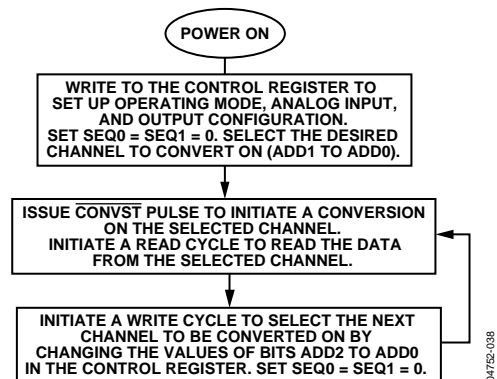 POWER ON
WRITE TO THE CONTROL REGISTER TO
SET UP OPERATING MODE, ANALOG INPUT,
AND OUTPUT CONFIGURATION.
SET SEQ0 = SEQ1 = 0. SELECT THE DESIRED
CHANNEL TO CONVERT ON (ADD1 TO ADD0).
ISSUE CONVST PULSE TO INITIATE A CONVERSION
ON THE SELECTED CHANNEL.
INITIATE A READ CYCLE TO READ THE DATA
FROM THE SELECTED CHANNEL.
INITIATE A WRITE CYCLE TO SELECT THE NEXT
CHANNEL TO BE CONVERTED ON BY
CHANGING THE VALUES OF BITS ADD2 TO ADD0
IN THE CONTROL REGISTER. SET SEQ0 = SEQ1 = 0.
04752-038